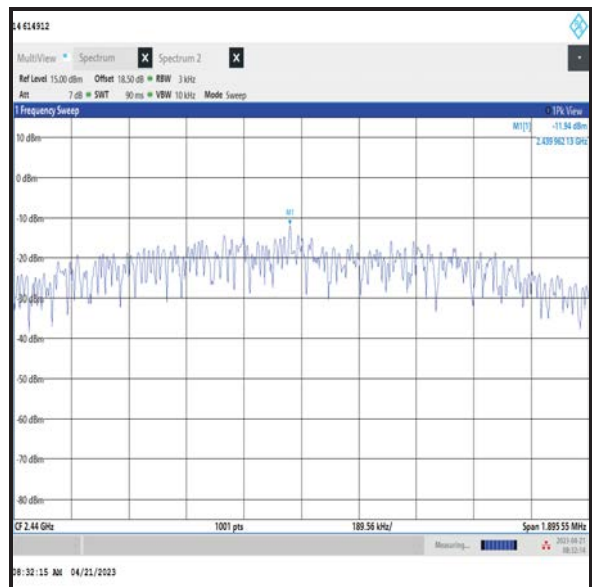 14 614912
MultiView Spectrum X Spectrum 2 X
Ref Level 15.00 dBm Offset 18.50 dB RBW 3 kHz
Att 7 dB SWT 90 ms VBW 10 kHz Mode Sweep
1 Frequency Sweep 1Pk View
M1[1] -11.94 dBm
2.439 962 13 GHz
10 dBm
0 dBm
M1
-10 dBm
-20 dBm
-30 dBm
-40 dBm
-50 dBm
-60 dBm
-70 dBm
-80 dBm
CF 2.44 GHz 1001 pts 189.56 kHz/ Span 1.895 55 MHz
Measuring... 2023-04-21
08:32:14
08:32:15 AM 04/21/2023